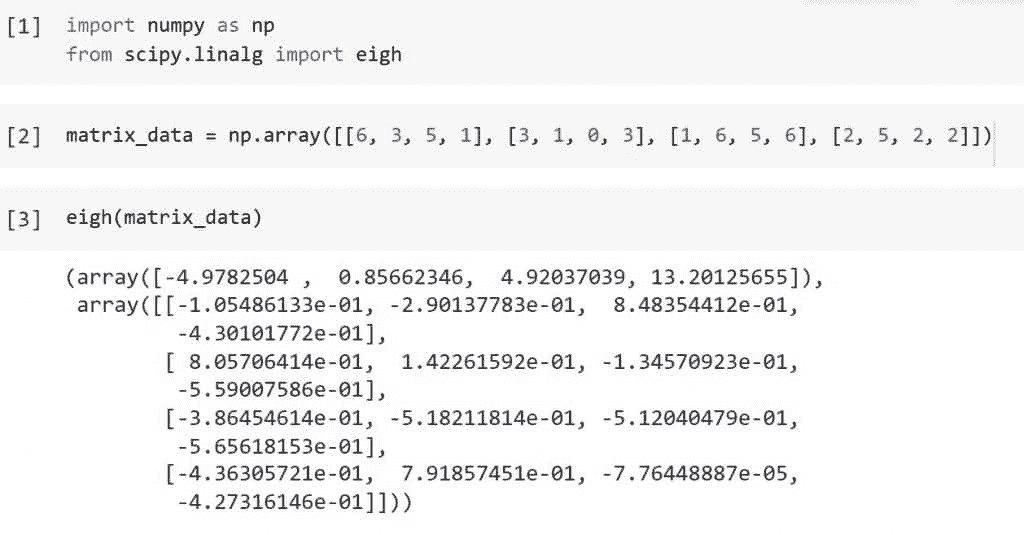 [1] import numpy as np
from scipy.linalg import eigh
[2] matrix_data = np.array([[6, 3, 5, 1], [3, 1, 0, 3], [1, 6, 5, 6], [2, 5, 2, 2]])
[3] eigh(matrix_data)
(array([-4.9782504 ,  0.85662346,  4.92037039, 13.20125655]),
array([[-1.05486133e-01, -2.90137783e-01,  8.48354412e-01,
-4.30101772e-01],
[ 8.05706414e-01,  1.42261592e-01, -1.34570923e-01,
-5.59007586e-01],
[-3.86454614e-01, -5.18211814e-01, -5.12040479e-01,
-5.65618153e-01],
[-4.36305721e-01,  7.91857451e-01, -7.76448887e-05,
-4.27316146e-01]]))